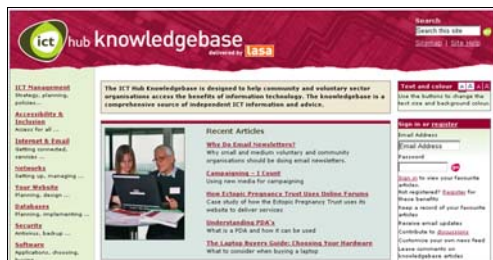 Search
Search this site
Sitemap | Site Help
ict hub knowledgebase
delivered by lasa
ICT Management
Strategy, planning,
policies...
Accessibility &
Inclusion
Access for all ...
Internet & Email
Getting connected,
services ...
Networks
Setting up, managing ...
Your Website
Planning, design ...
Databases
Planning, implementing ...
Security
Antivirus, backup ...
Software
Applications, choosing,
The ICT Hub Knowledgebase is designed to help community and voluntary sector
organisations access the benefits of information technology. The knowledgebase is a
comprehensive source of independent ICT information and advice.
Recent Articles
Why Do Email Newsletters?
Why small and medium voluntary and community
organisations should be doing email newsletters.
Campaigning - I Count
Using new media for campaigning
How Ectopic Pregnancy Trust Uses Online Forums
Case study of how the Ectopic Pregnancy Trust uses its
website to deliver services
Understanding PDA's
What is a PDA and how it can be used
The Laptop Buyers Guide: Choosing Your Hardware
What to consider when buying a laptop
Text and colour A A A A
Use the buttons to change the
text size and background colour.
Sign in or register
Email Address
Email Address
Password
Sign in to view your favourite
articles.
Not registered? Register for
these benefits
Keep a record of your favourite
articles
Receive email updates
Contribute to discussions
Customize your own news feed
Leave comments on
knowledgebase articles